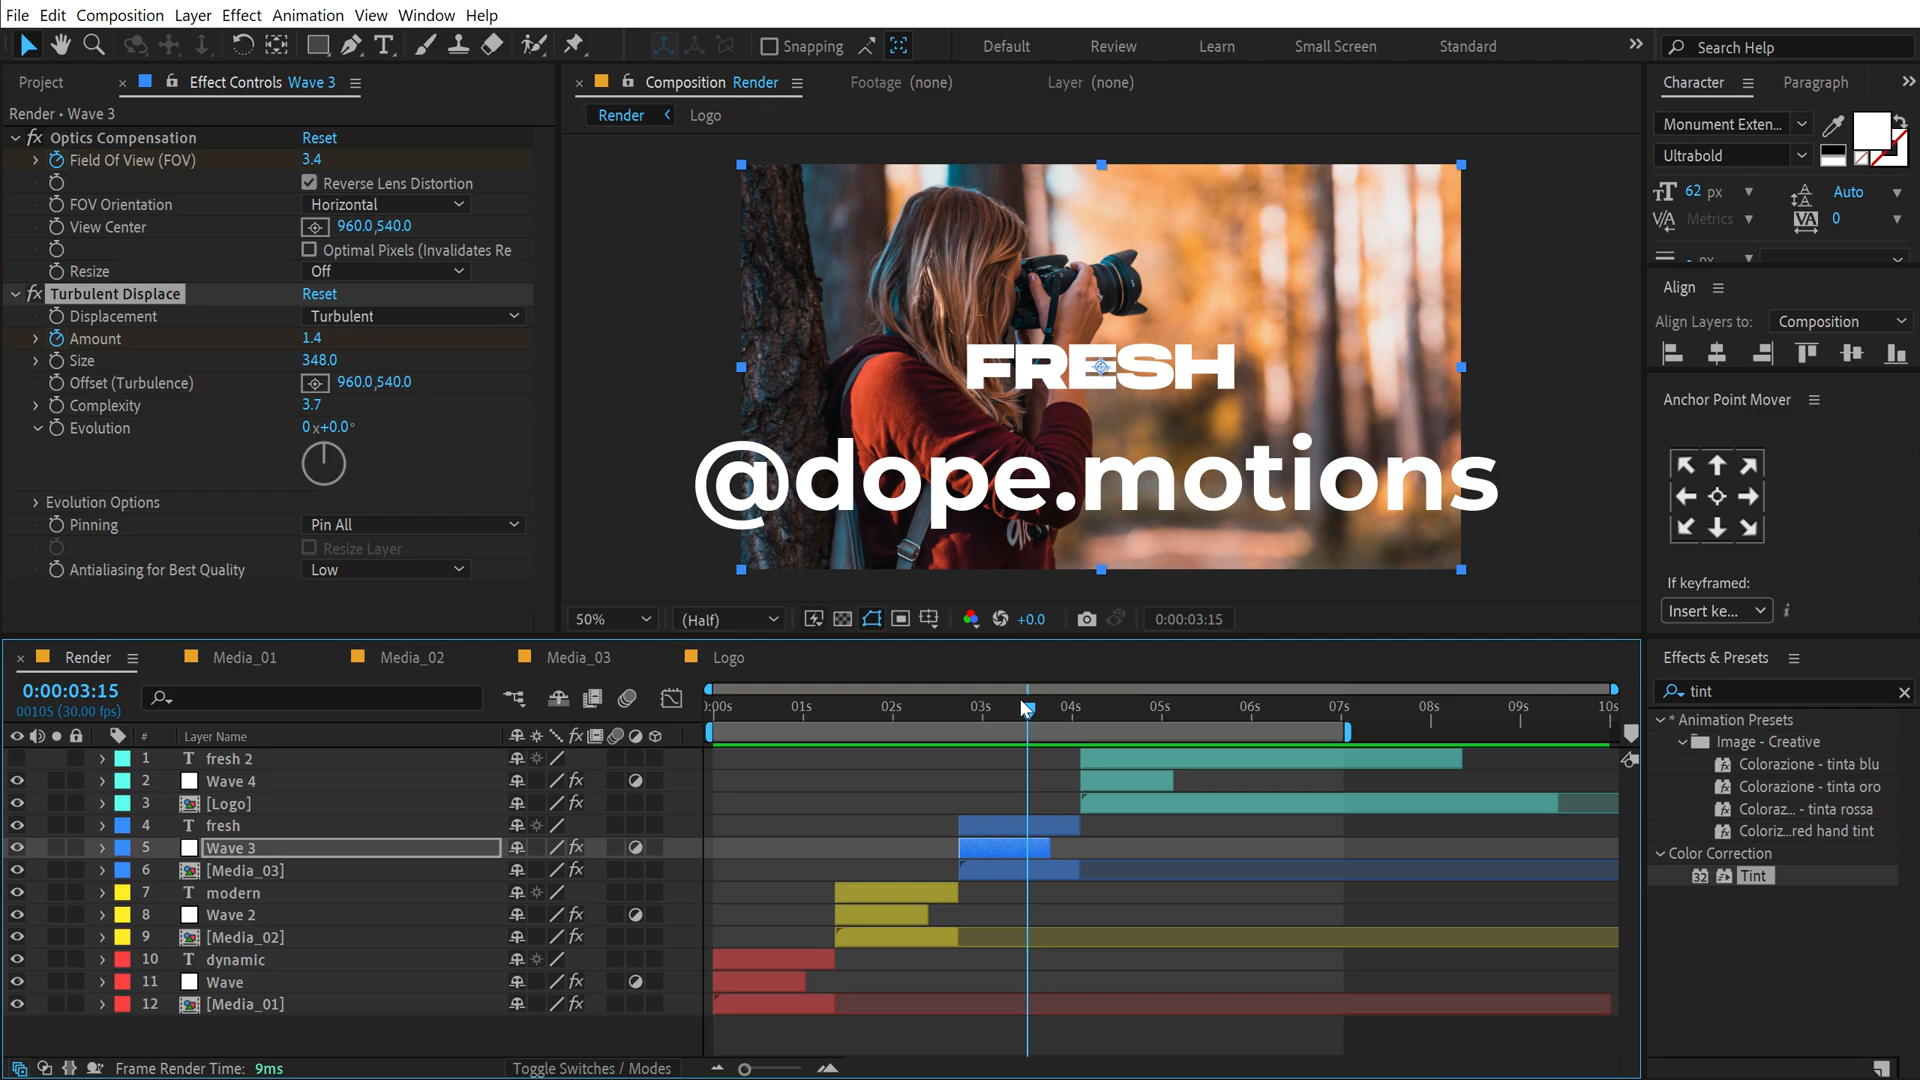 File Edit Composition Layer Effect Animation View Window Help
Snapping Default Review Learn Small Screen Standard Search Help
Project Effect Controls Wave 3 Composition Render Footage (none) Layer (none) Character Paragraph
Render • Wave 3 Render Logo
Optics Compensation Reset
Field Of View (FOV) 3.4
Reverse Lens Distortion
FOV Orientation Horizontal
View Center 960.0,540.0
Optimal Pixels (Invalidates Re
Resize Off
Turbulent Displace Reset
Displacement Turbulent
Amount 1.4
Size 348.0
Offset (Turbulence) 960.0,540.0
Complexity 3.7
Evolution 0x+0.0°
Evolution Options
Pinning Pin All
Resize Layer
Antialiasing for Best Quality Low
FRESH
@dope.motions
50% (Half) +0.0 0:00:03:15
Monument Exten...
Ultrabold
62 px Auto
Metrics 0
px
Align
Align Layers to: Composition
Anchor Point Mover
If keyframed:
Insert ke...
Render Media_01 Media_02 Media_03 Logo
0:00:03:15
00105 (30.00 fps)
:00s 01s 02s 03s 04s 05s 06s 07s 08s 09s 10s
# Layer Name
1 T fresh 2
2 Wave 4
3 [Logo]
4 T fresh
5 Wave 3
6 [Media_03]
7 T modern
8 Wave 2
9 [Media_02]
10 T dynamic
11 Wave
12 [Media_01]
Frame Render Time: 9ms Toggle Switches / Modes
Effects & Presets
tint
* Animation Presets
Image - Creative
Colorazione - tinta blu
Colorazione - tinta oro
Coloraz... - tinta rossa
Coloriz...red hand tint
Color Correction
32 Tint